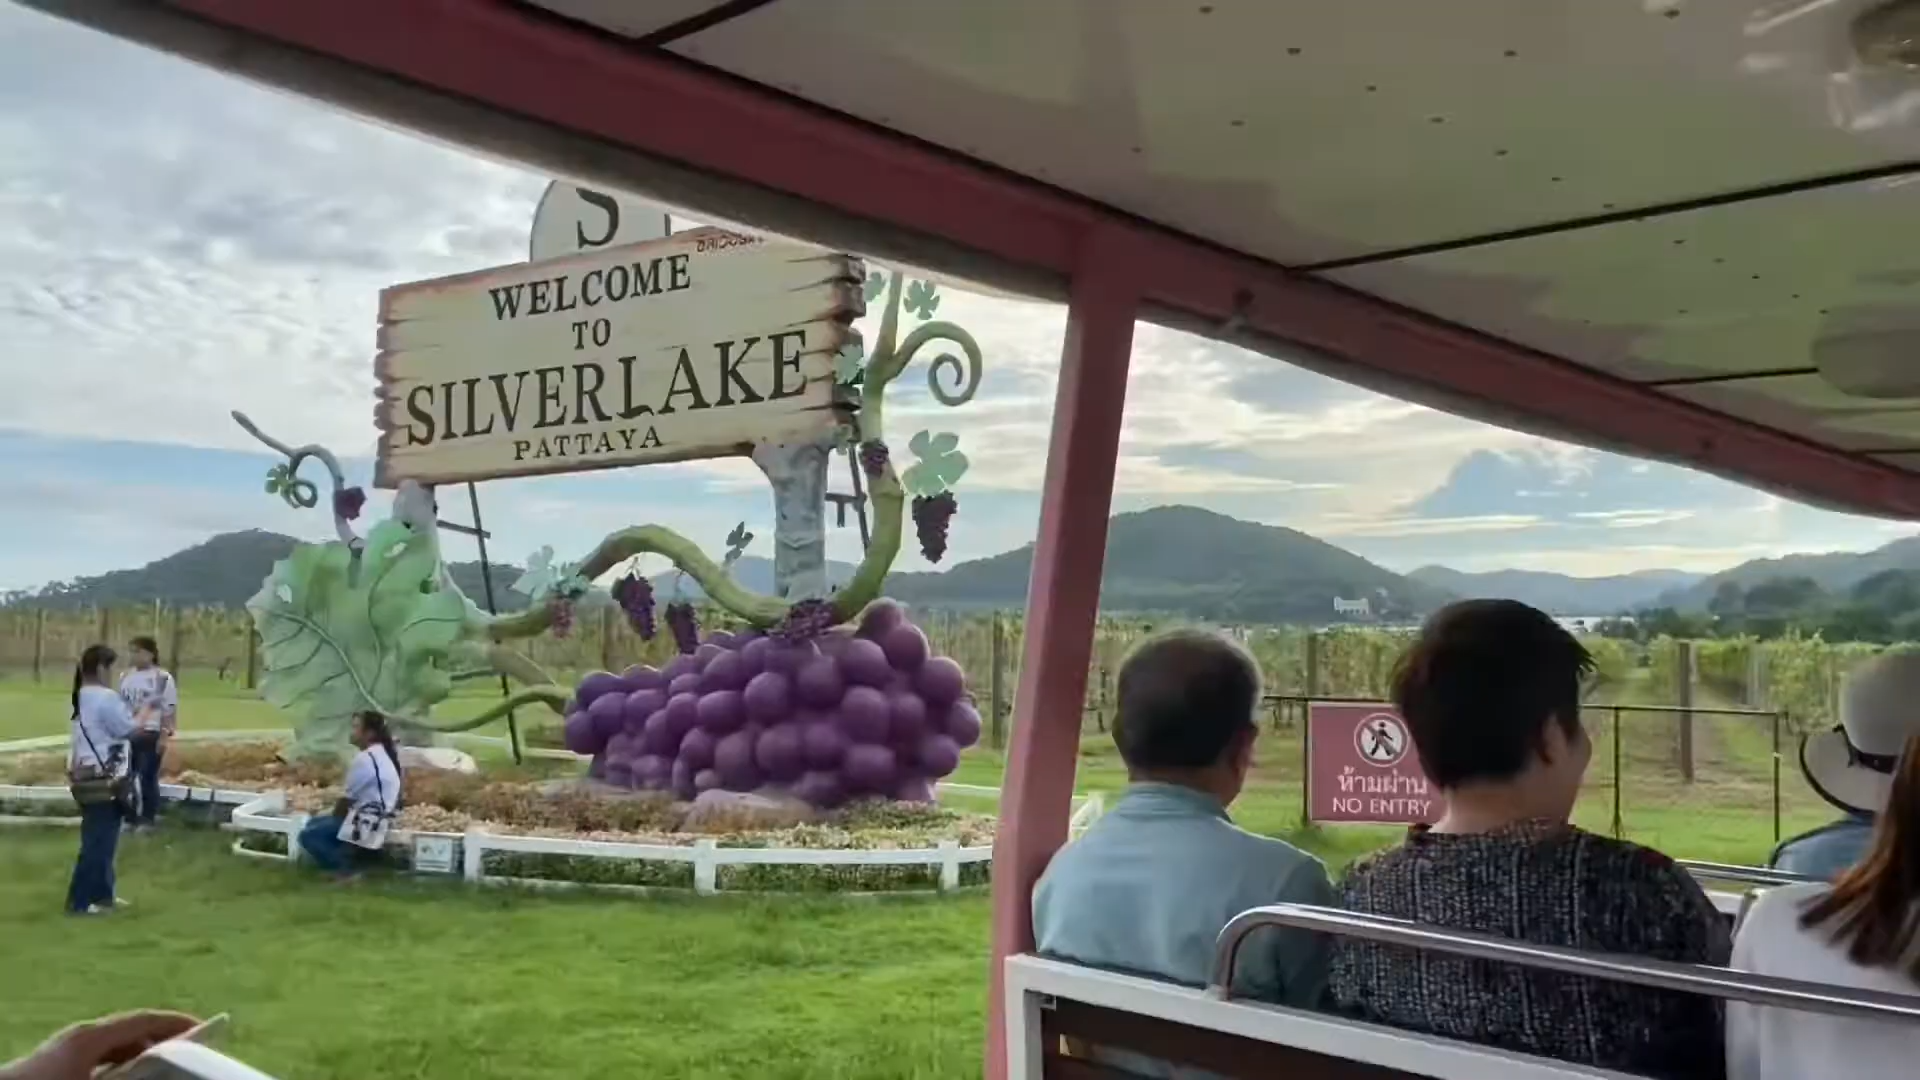 S
WELCOME
TO
SILVERLAKE
PATTAYA
ห้ามผ่าน
NO ENTRY